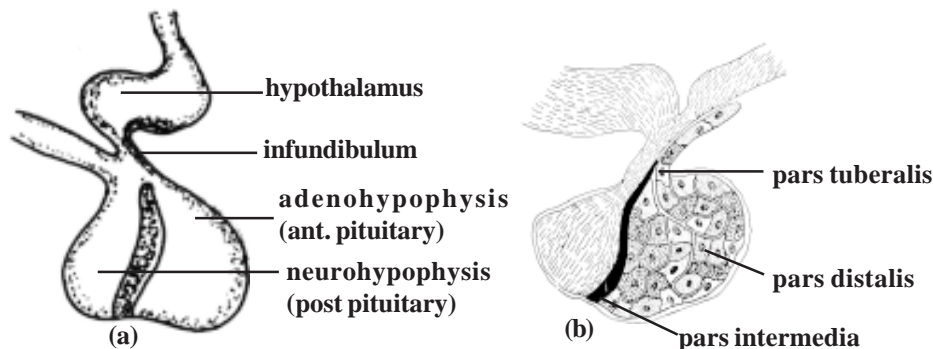 hypothalamus
infundibulum
adenohypophysis
(ant. pituitary)
neurohypophysis
(post pituitary)
(a)
pars tuberalis
pars distalis
pars intermedia
(b)